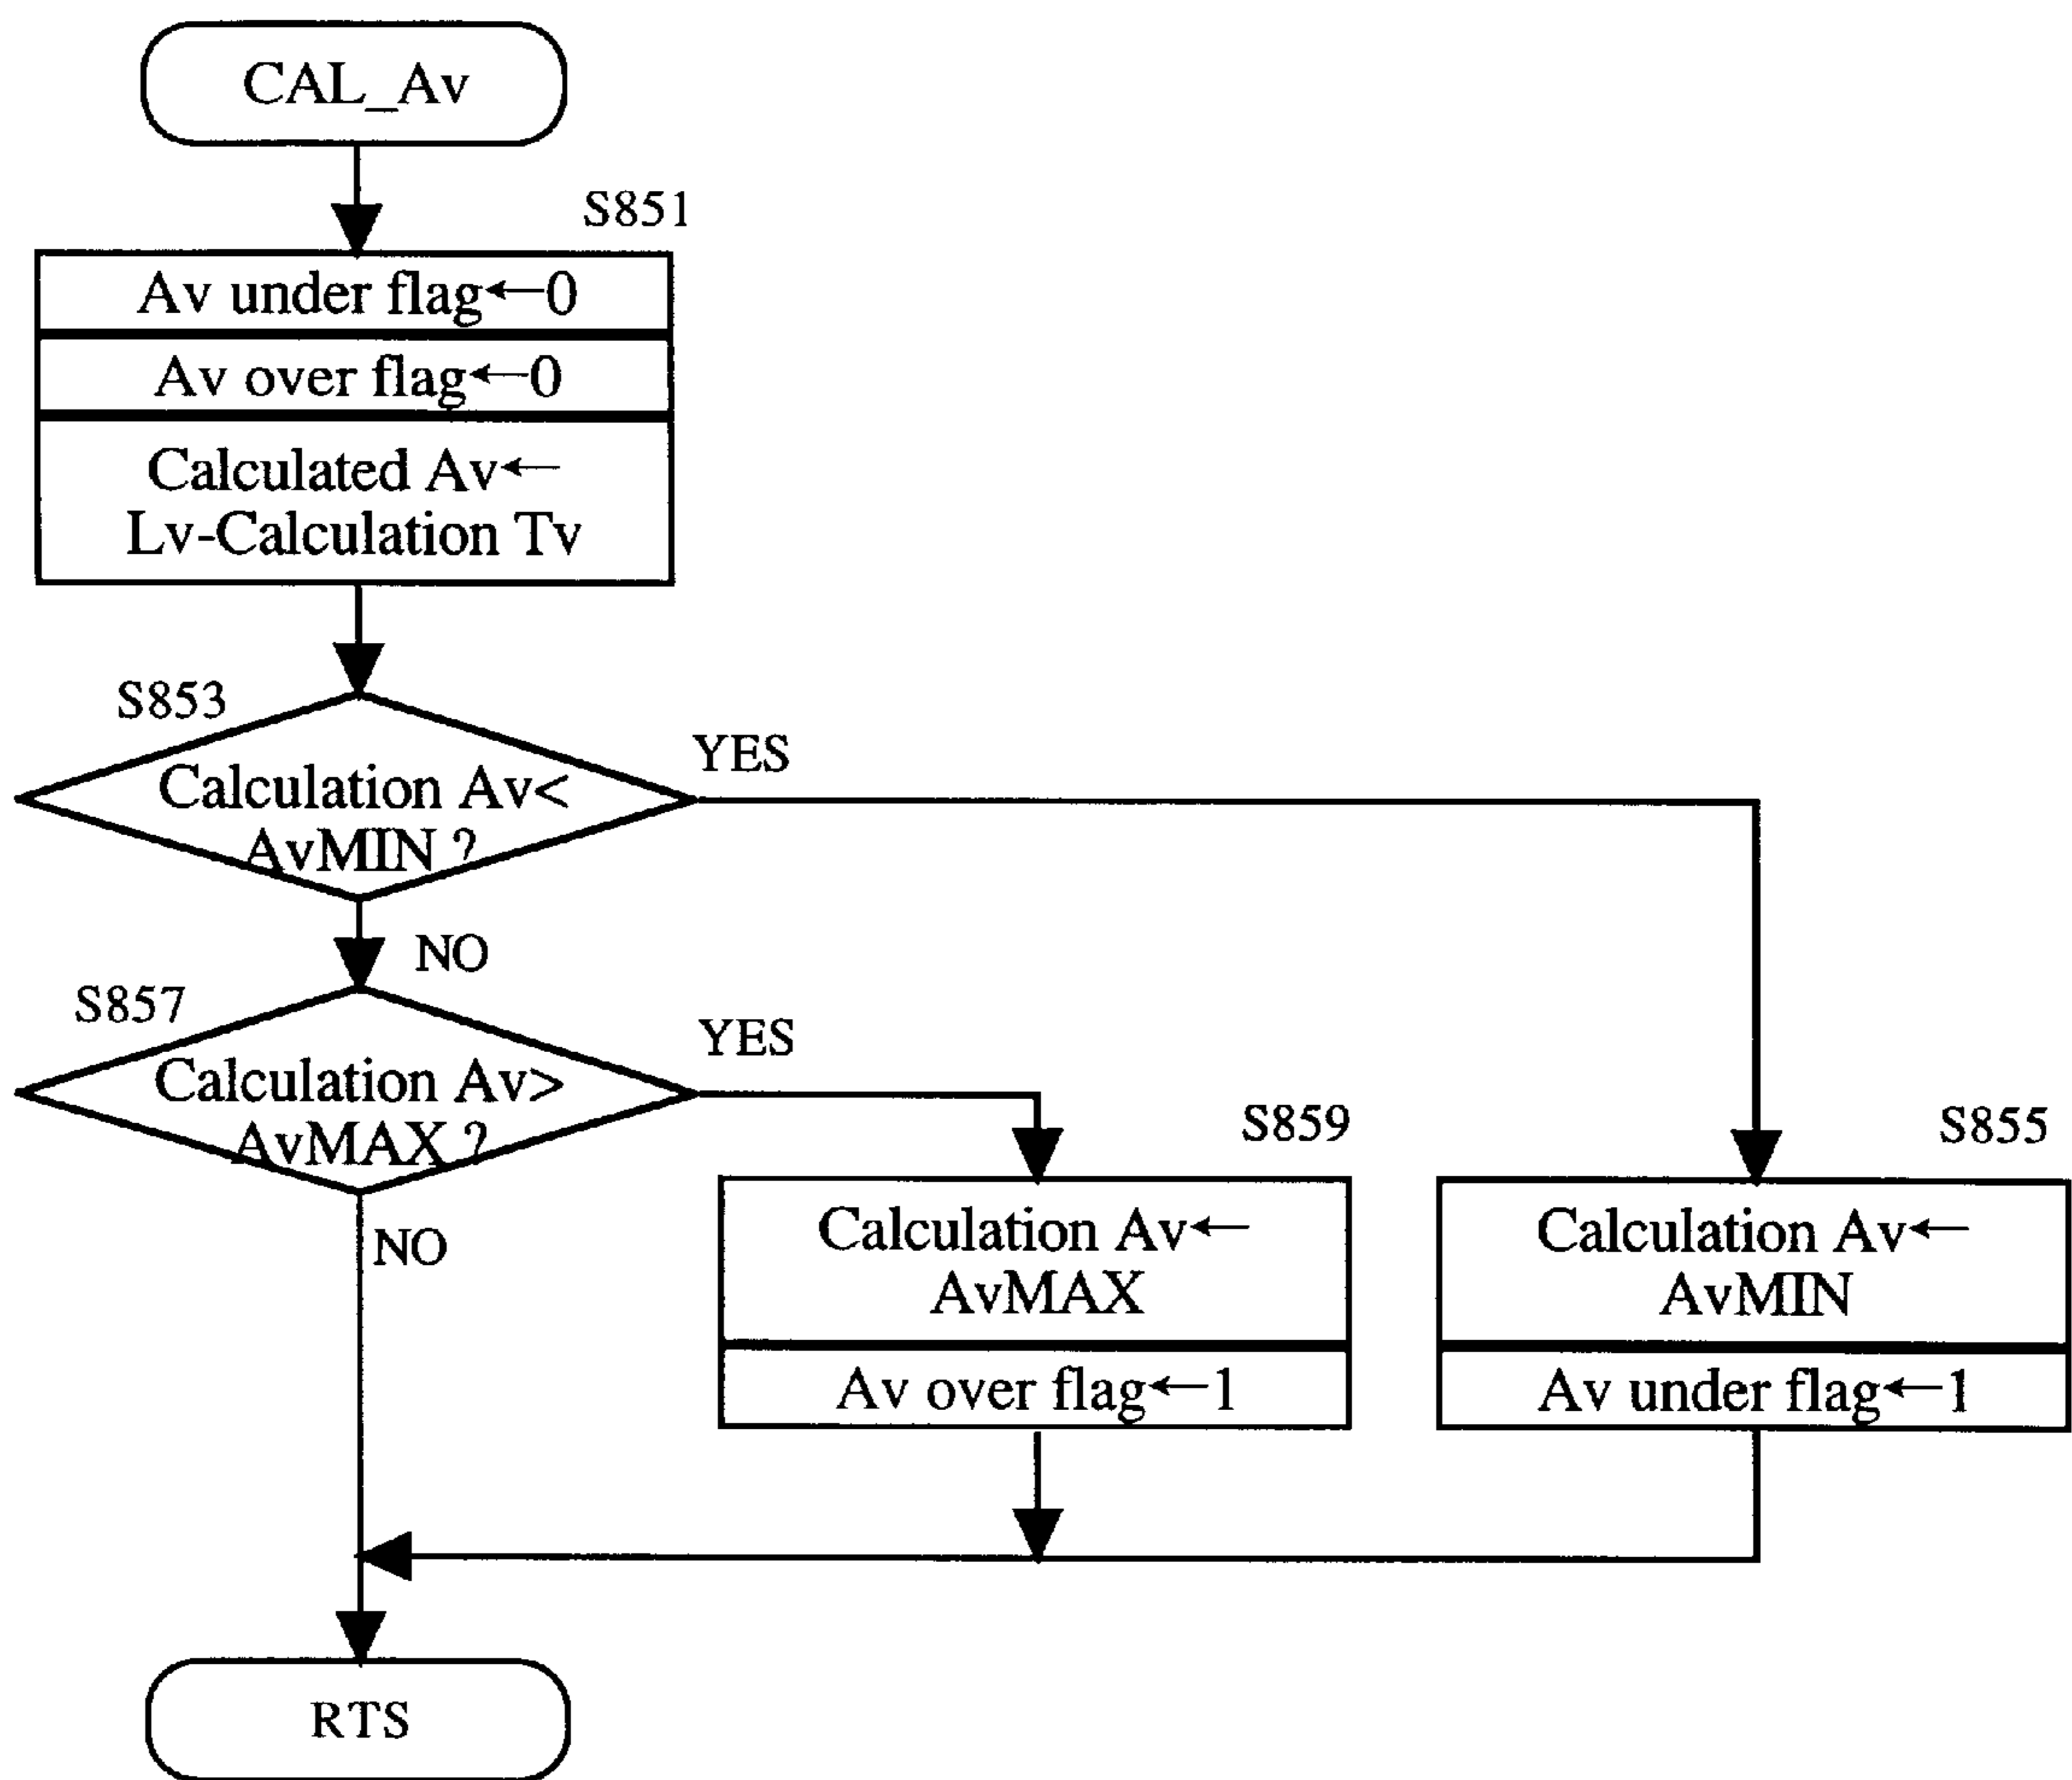 CAL_Av
S851
Av under flag←0
Av over flag←0
Calculated Av←
Lv-Calculation Tv
S853
Calculation Av<
AvMIN ?
YES
NO
S857
Calculation Av>
AvMAX ?
YES
NO
S859
Calculation Av←
AvMAX
Av over flag←1
S855
Calculation Av←
AvMIN
Av under flag←1
RTS